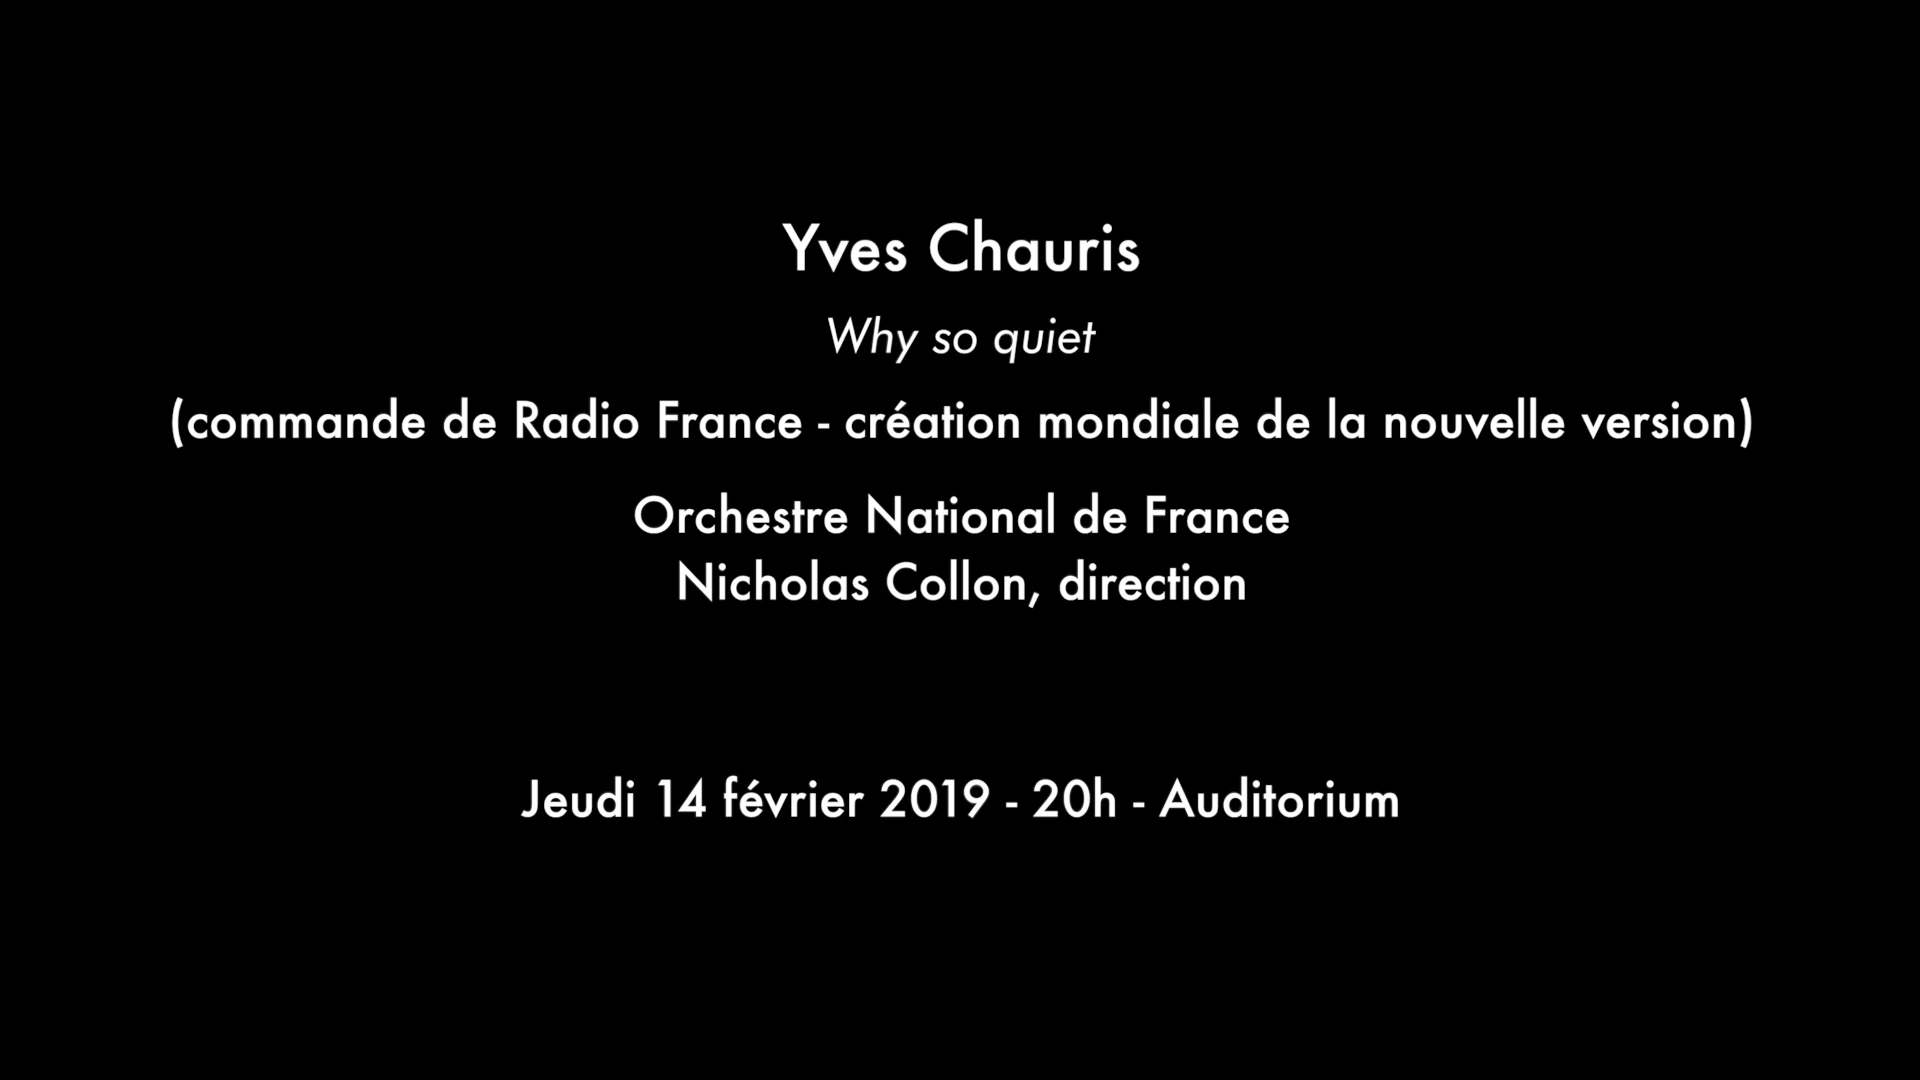 Yves Chauris
Why so quiet
(commande de Radio France - création mondiale de la nouvelle version)
Orchestre National de France
Nicholas Collon, direction
Jeudi 14 février 2019 - 20h - Auditorium